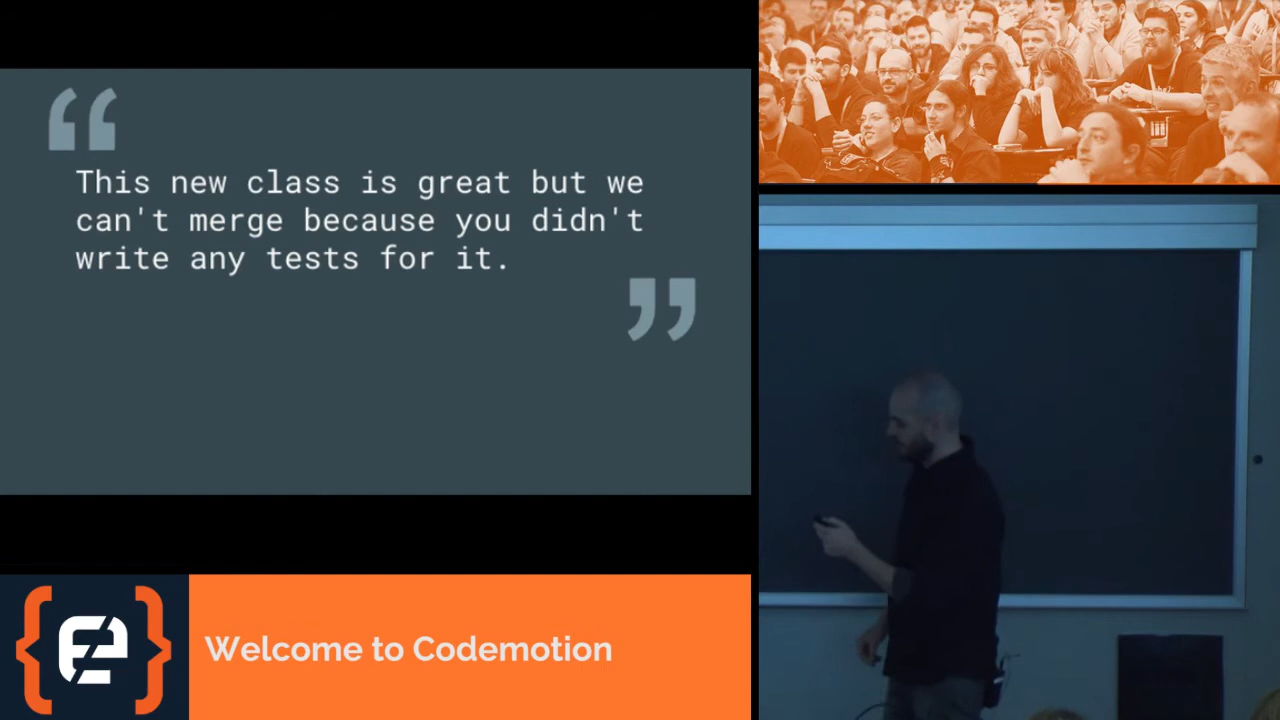 “
This new class is great but we
can't merge because you didn't
write any tests for it.
”
Welcome to Codemotion